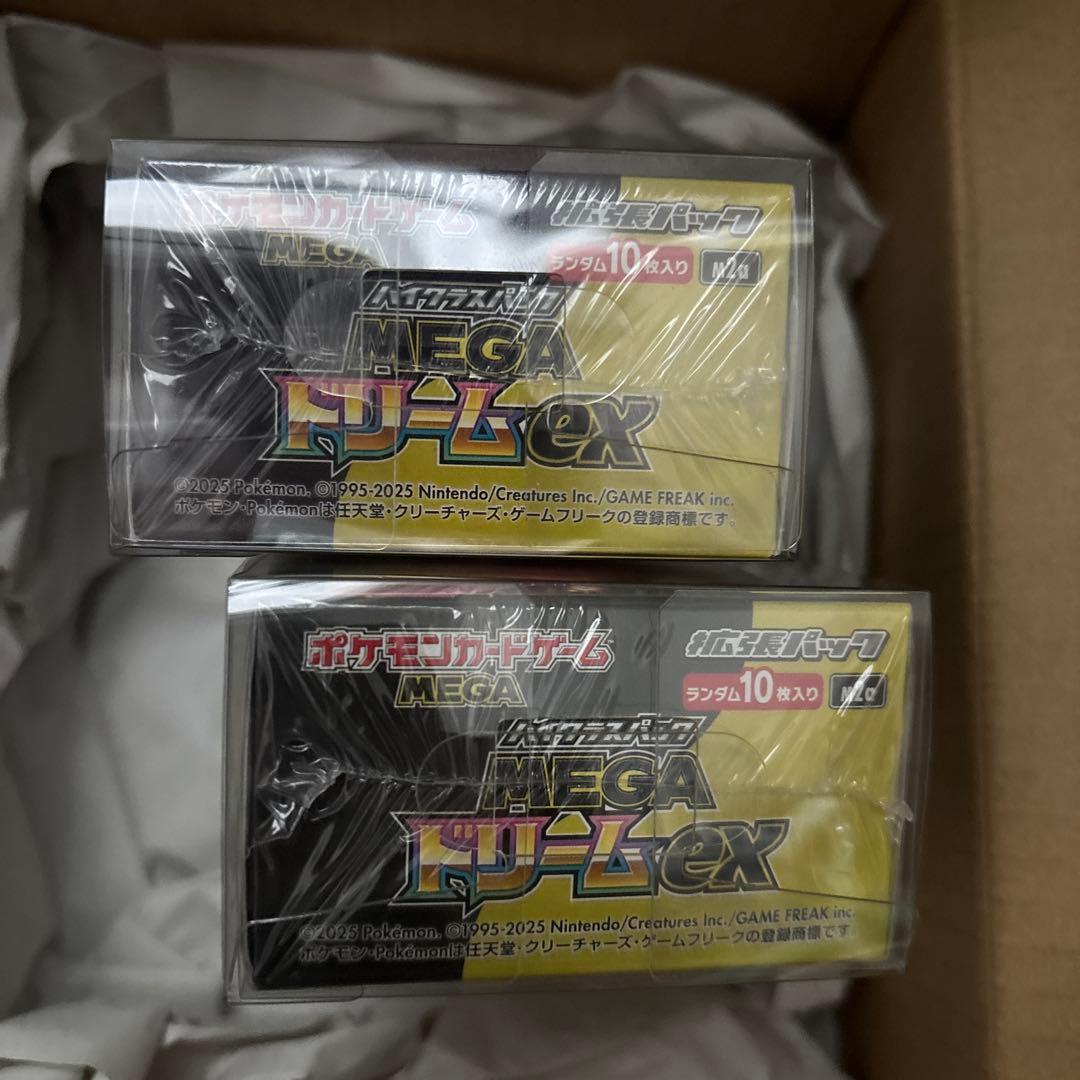 ポケモンカードゲーム
MEGA
拡張パック
ランダム10枚入り M2a
ハイクラスパック
MEGA
ドリームex
©2025 Pokémon. ©1995-2025 Nintendo/Creatures Inc./GAME FREAK inc.
ポケモン・Pokémonは任天堂・クリーチャーズ・ゲームフリークの登録商標です。
ポケモンカードゲーム™
MEGA
拡張パック
ランダム10枚入り M2a
ハイクラスパック
MEGA
ドリームex
©2025 Pokémon. ©1995-2025 Nintendo/Creatures Inc./GAME FREAK inc.
ポケモン・Pokémonは任天堂・クリーチャーズ・ゲームフリークの登録商標です。